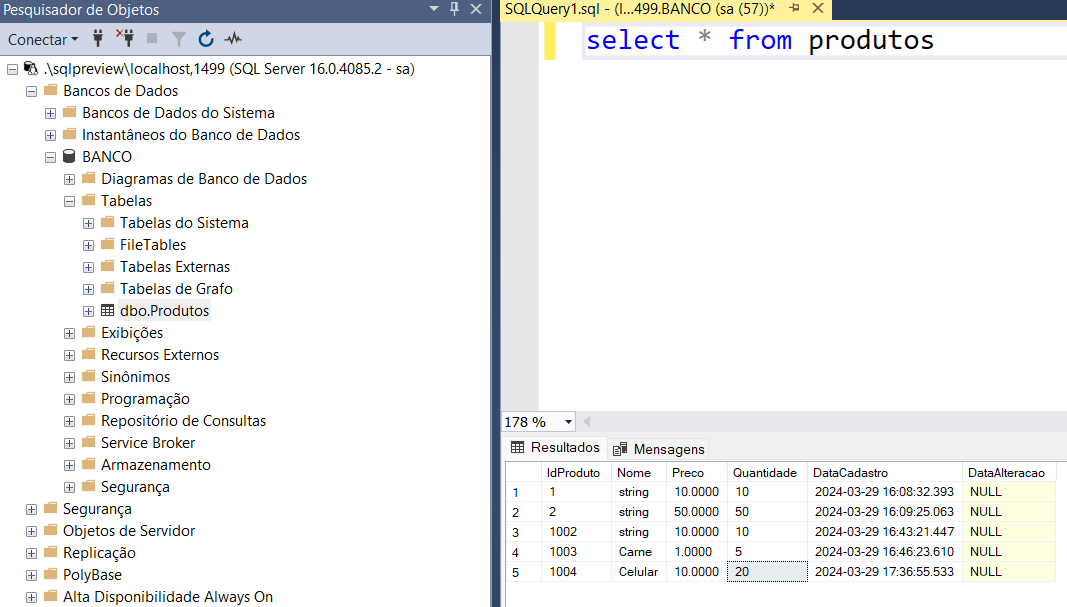 Pesquisador de Objetos
Conectar
.\sqlpreview\localhost,1499 (SQL Server 16.0.4085.2 - sa)
Bancos de Dados
Bancos de Dados do Sistema
Instantâneos do Banco de Dados
BANCO
Diagramas de Banco de Dados
Tabelas
Tabelas do Sistema
FileTables
Tabelas Externas
Tabelas de Grafo
dbo.Produtos
Exibições
Recursos Externos
Sinônimos
Programação
Repositório de Consultas
Service Broker
Armazenamento
Segurança
Segurança
Objetos de Servidor
Replicação
PolyBase
Alta Disponibilidade Always On
SQLQuery1.sql - (l...499.BANCO (sa (57))*
select * from produtos
178 %
Resultados Mensagens
IdProduto Nome Preco Quantidade DataCadastro DataAlteracao
1 1 string 10.0000 10 2024-03-29 16:08:32.393 NULL
2 2 string 50.0000 50 2024-03-29 16:09:25.063 NULL
3 1002 string 10.0000 10 2024-03-29 16:43:21.447 NULL
4 1003 Carne 1.0000 5 2024-03-29 16:46:23.610 NULL
5 1004 Celular 10.0000 20 2024-03-29 17:36:55.533 NULL